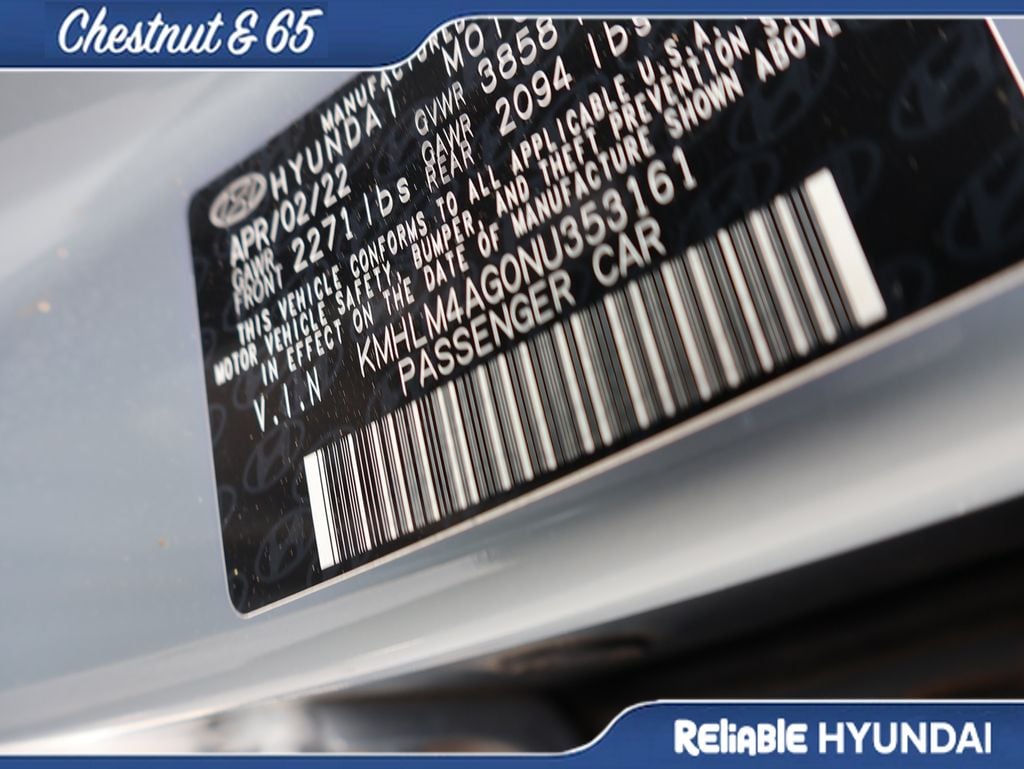 Chestnut & 65
MANUFACTURED
HYUNDAI MOT
APR/02/22 GVWR 3858 lbs
GAWR FRONT 2271 lbs GAWR REAR 2094 lbs
THIS VEHICLE CONFORMS TO ALL APPLICABLE U.S.A.
MOTOR VEHICLE SAFETY, BUMPER, AND THEFT PREVENTION
IN EFFECT ON THE DATE OF MANUFACTURE SHOWN ABOVE
V.I.N KMHLM4AG0NU353161
PASSENGER CAR
Reliable HYUNDAI